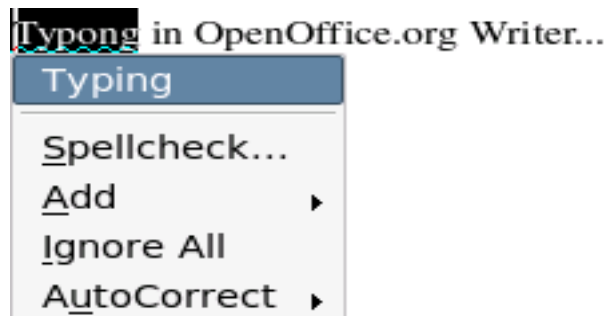 Typong in OpenOffice.org Writer...
Typing
Spellcheck...
Add
Ignore All
AutoCorrect